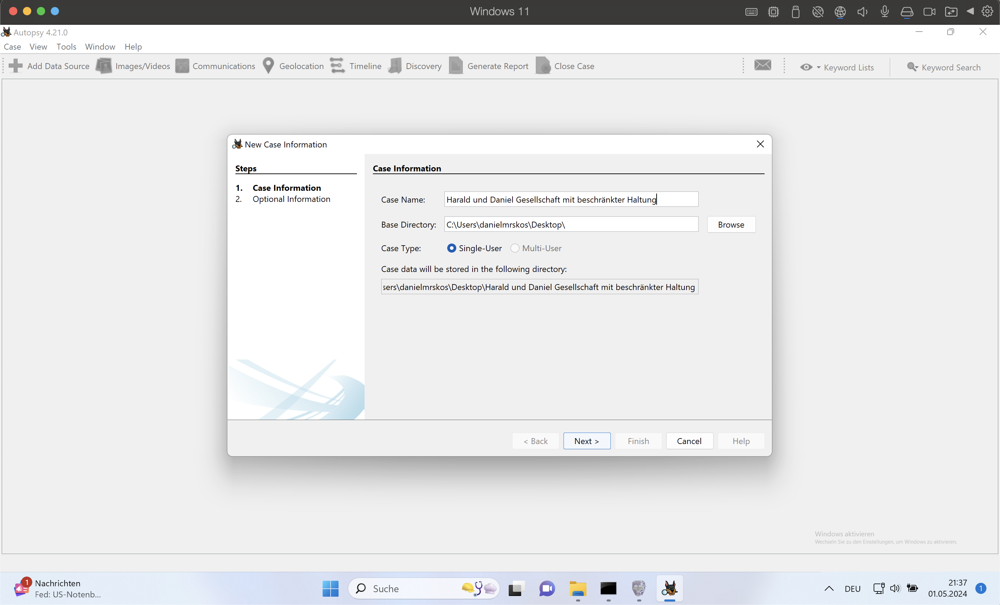 Windows 11
Autopsy 4.21.0
Case View Tools Window Help
Add Data Source Images/Videos Communications Geolocation Timeline Discovery Generate Report Close Case Keyword Lists Keyword Search
New Case Information
Steps
1. Case Information
2. Optional Information
Case Information
Case Name: Harald und Daniel Gesellschaft mit beschränkter Haltung
Base Directory: C:\Users\danielmrskos\Desktop\ Browse
Case Type: Single-User Multi-User
Case data will be stored in the following directory:
sers\danielmrskos\Desktop\Harald und Daniel Gesellschaft mit beschränkter Haltung
< Back Next > Finish Cancel Help
Windows aktivieren
Wechseln Sie zu den Einstellungen, um Windows zu aktivieren.
1 Nachrichten
Fed: US-Notenb...
Suche
DEU
21:37
01.05.2024
1